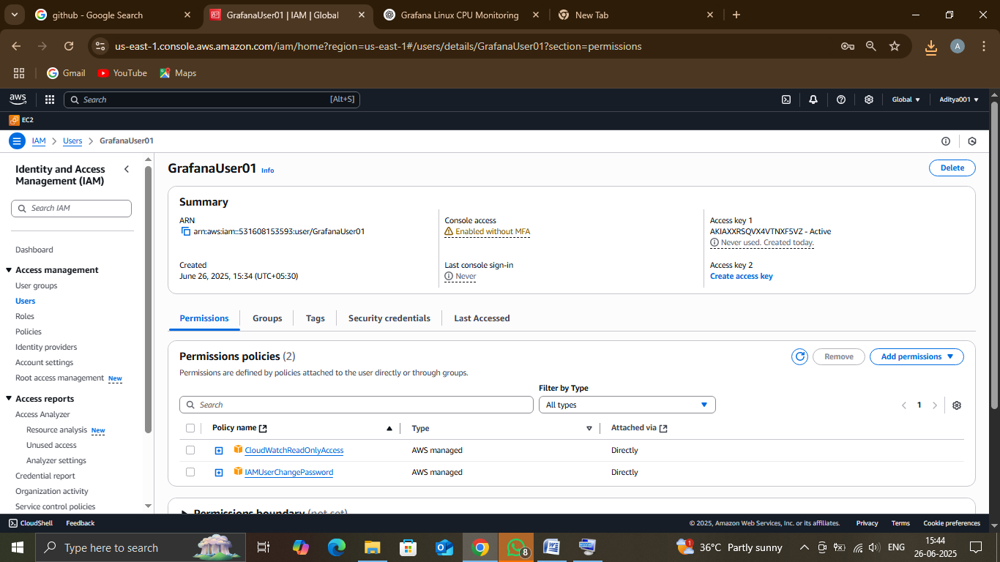 github - Google Search
GrafanaUser01 | IAM | Global
Grafana Linux CPU Monitoring
New Tab
us-east-1.console.aws.amazon.com/iam/home?region=us-east-1#/users/details/GrafanaUser01?section=permissions
A
Gmail
YouTube
Maps
aws
Search
[Alt+S]
Global
Aditya001
EC2
IAM
Users
GrafanaUser01
Identity and Access
Management (IAM)
Search IAM
Dashboard
Access management
User groups
Users
Roles
Policies
Identity providers
Account settings
Root access management New
Access reports
Access Analyzer
Resource analysis New
Unused access
Analyzer settings
Credential report
Organization activity
Service control policies
GrafanaUser01 Info
Delete
Summary
ARN
arn:aws:iam::531608153593:user/GrafanaUser01
Created
June 26, 2025, 15:34 (UTC+05:30)
Console access
Enabled without MFA
Last console sign-in
Never
Access key 1
AKIAXXRSQVX4VTNXF5VZ - Active
Never used. Created today.
Access key 2
Create access key
Permissions
Groups
Tags
Security credentials
Last Accessed
Permissions policies (2)
Remove
Add permissions
Permissions are defined by policies attached to the user directly or through groups.
Filter by Type
Search
All types
1
Policy name
Type
Attached via
CloudWatchReadOnlyAccess
AWS managed
Directly
IAMUserChangePassword
AWS managed
Directly
Permissions boundary (not set)
CloudShell
Feedback
© 2025, Amazon Web Services, Inc. or its affiliates.
Privacy
Terms
Cookie preferences
Type here to search
8
1
36°C Partly sunny
ENG
15:44
26-06-2025